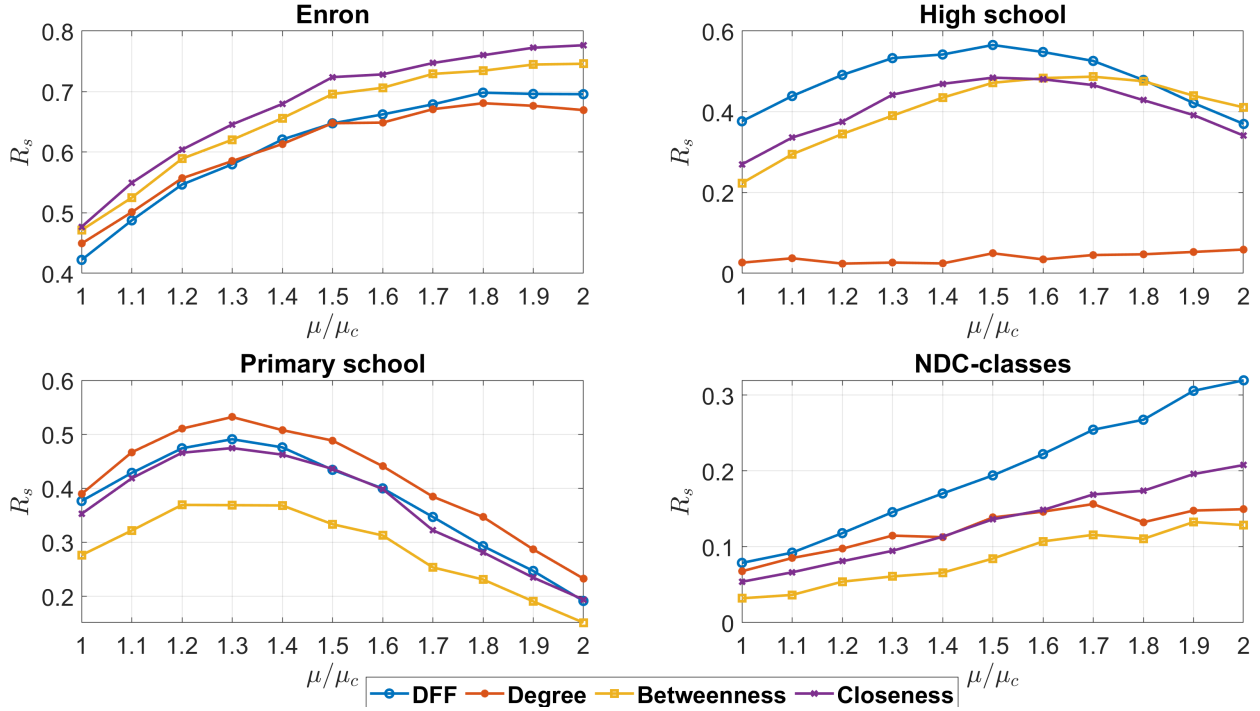 Enron
0.8
0.7
0.6
0.5
0.4
R_s
1 1.1 1.2 1.3 1.4 1.5 1.6 1.7 1.8 1.9 2
μ/μ_c
High school
0.6
0.4
0.2
0
R_s
1 1.1 1.2 1.3 1.4 1.5 1.6 1.7 1.8 1.9 2
μ/μ_c
Primary school
0.6
0.5
0.4
0.3
0.2
R_s
1 1.1 1.2 1.3 1.4 1.5 1.6 1.7 1.8 1.9 2
μ/μ_c
NDC-classes
0.3
0.2
0.1
0
R_s
1 1.1 1.2 1.3 1.4 1.5 1.6 1.7 1.8 1.9 2
μ/μ_c
DFF Degree Betweenness Closeness